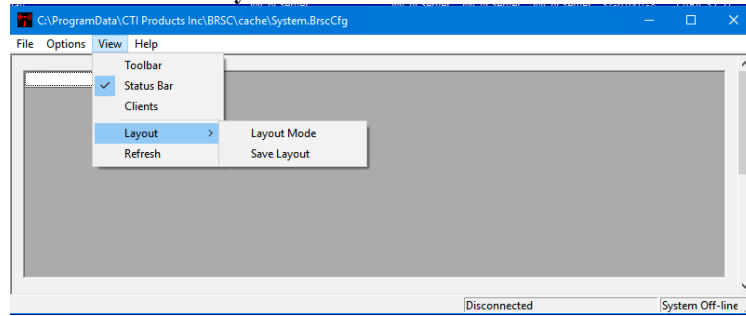 C:\ProgramData\CTI Products Inc\BRSC\cache\System.BrscCfg
File Options View Help
Toolbar
Status Bar
Clients
Layout
Layout Mode
Refresh
Save Layout
Disconnected
System Off-line